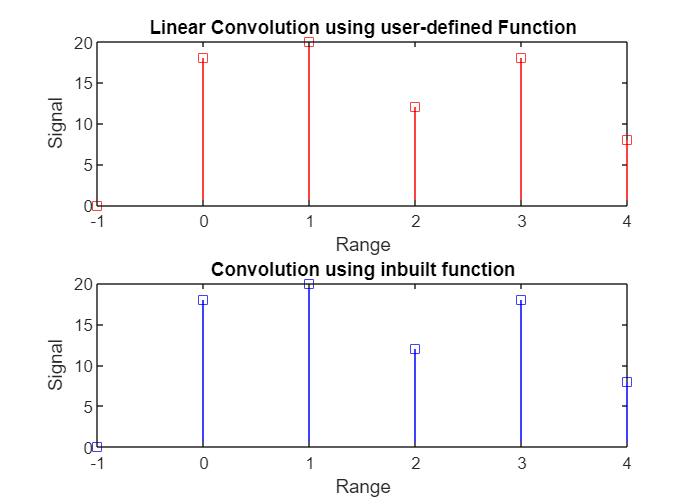 Linear Convolution using user-defined Function
20
15
10
5
0
Signal
-1 0 1 2 3 4
Range
Convolution using inbuilt function
20
15
10
5
0
Signal
-1 0 1 2 3 4
Range